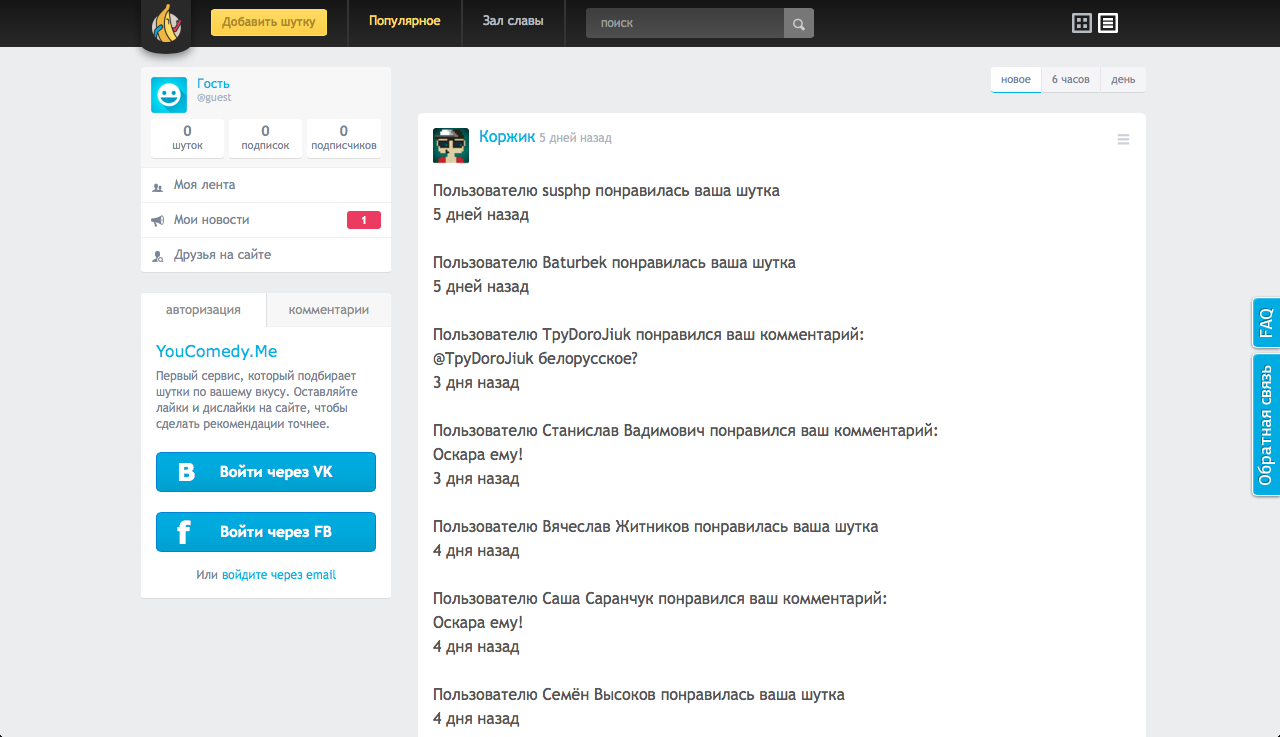 Добавить шутку
Популярное
Зал славы
поиск
Гость
@guest
0
шуток
0
подписок
0
подписчиков
Моя лента
Мои новости
1
Друзья на сайте
авторизация
комментарии
YouComedy.Me
Первый сервис, который подбирает
шутки по вашему вкусу. Оставляйте
лайки и дислайки на сайте, чтобы
сделать рекомендации точнее.
B
Войти через VK
f
Войти через FB
Или войдите через email
новое
6 часов
день
Коржик 5 дней назад
Пользователю susphp понравилась ваша шутка
5 дней назад
Пользователю Baturbek понравилась ваша шутка
5 дней назад
Пользователю TpyDoroJiuk понравился ваш комментарий:
@TpyDoroJiuk белорусское?
3 дня назад
Пользователю Станислав Вадимович понравился ваш комментарий:
Оскара ему!
3 дня назад
Пользователю Вячеслав Житников понравилась ваша шутка
4 дня назад
Пользователю Саша Саранчук понравился ваш комментарий:
Оскара ему!
4 дня назад
Пользователю Семён Высоков понравилась ваша шутка
4 дня назад
FAQ
Обратная связь